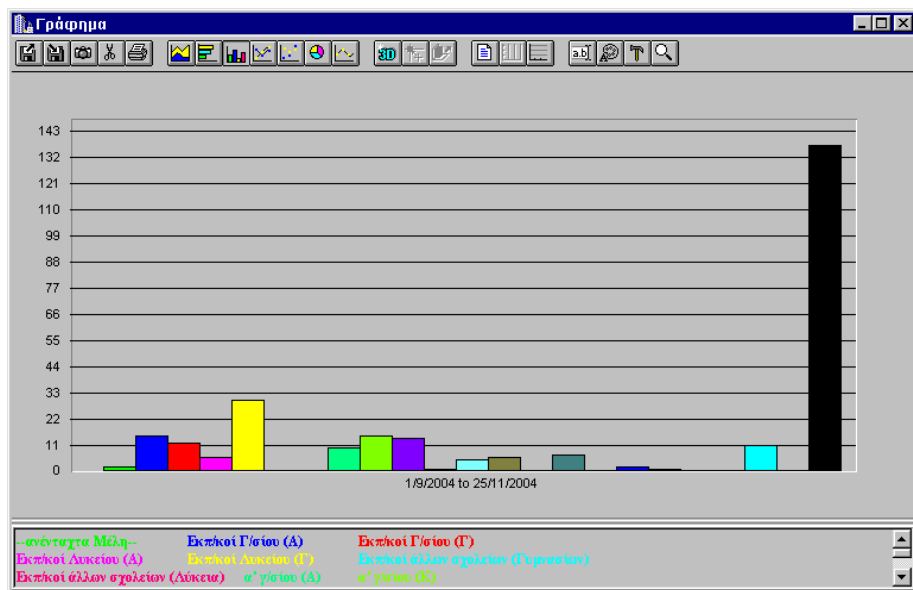 Γράφημα
3D
a.b
143
132
121
110
99
88
77
66
55
44
33
22
11
0
1/9/2004 to 25/11/2004
--ανένταχτα Μέλη-- Εκπ/κοί Γ/σίου (Α) Εκπ/κοί Γ/σίου (Γ)
Εκπ/κοί Λυκείου (Α) Εκπ/κοί Λυκείου (Γ) Εκπ/κοί άλλων σχολείων (Γυμνασίων)
Εκπ/κοί άλλων σχολείων (Λύκεια) α' γ/σίου (Α) α' γ/σίου (Κ)